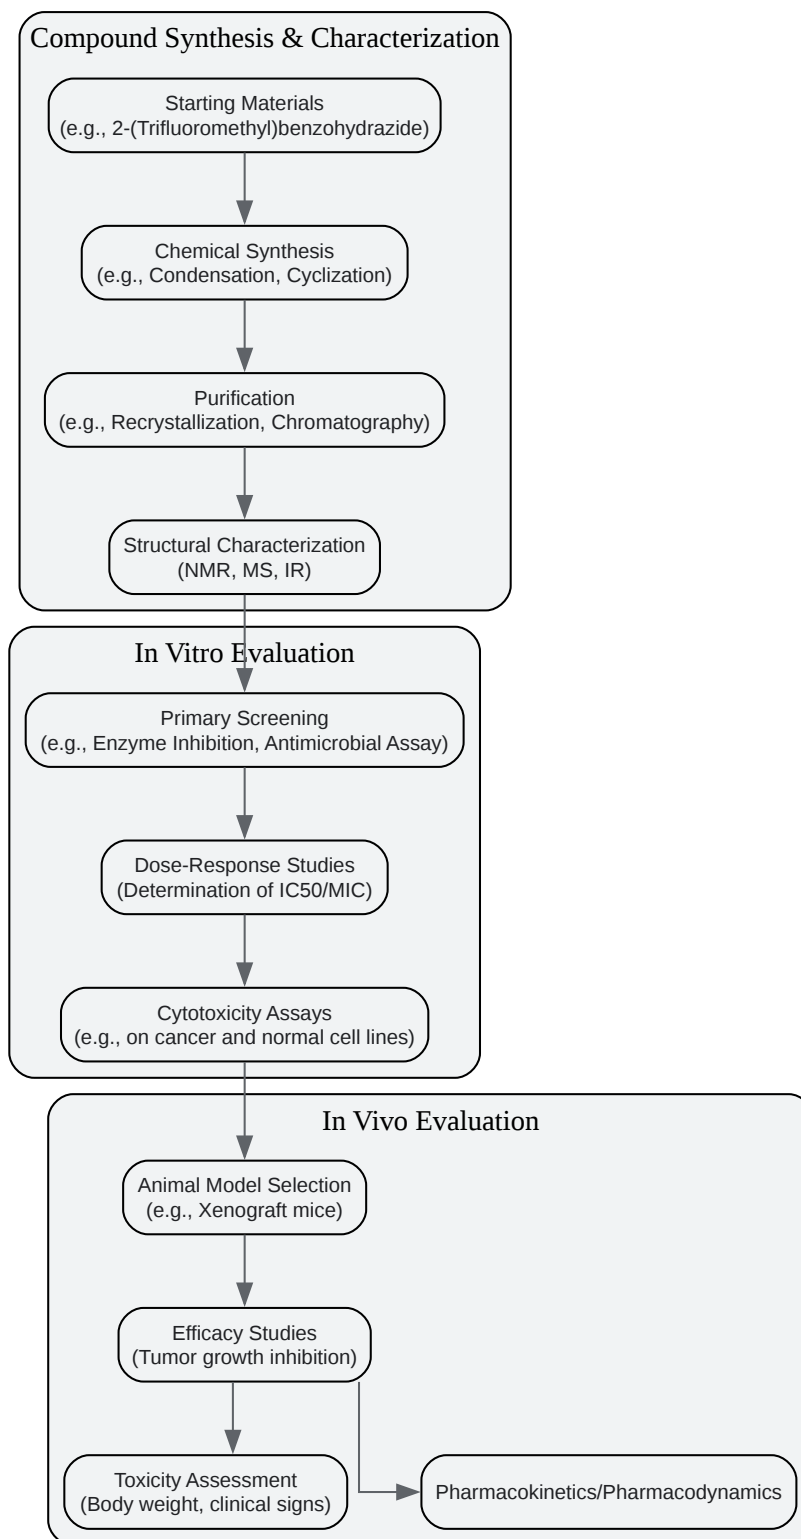 Compound Synthesis & Characterization
Starting Materials
(e.g., 2-(Trifluoromethyl)benzohydrazide)
Chemical Synthesis
(e.g., Condensation, Cyclization)
Purification
(e.g., Recrystallization, Chromatography)
Structural Characterization
(NMR, MS, IR)
In Vitro Evaluation
Primary Screening
(e.g., Enzyme Inhibition, Antimicrobial Assay)
Dose-Response Studies
(Determination of IC50/MIC)
Cytotoxicity Assays
(e.g., on cancer and normal cell lines)
In Vivo Evaluation
Animal Model Selection
(e.g., Xenograft mice)
Efficacy Studies
(Tumor growth inhibition)
Toxicity Assessment
(Body weight, clinical signs)
Pharmacokinetics/Pharmacodynamics